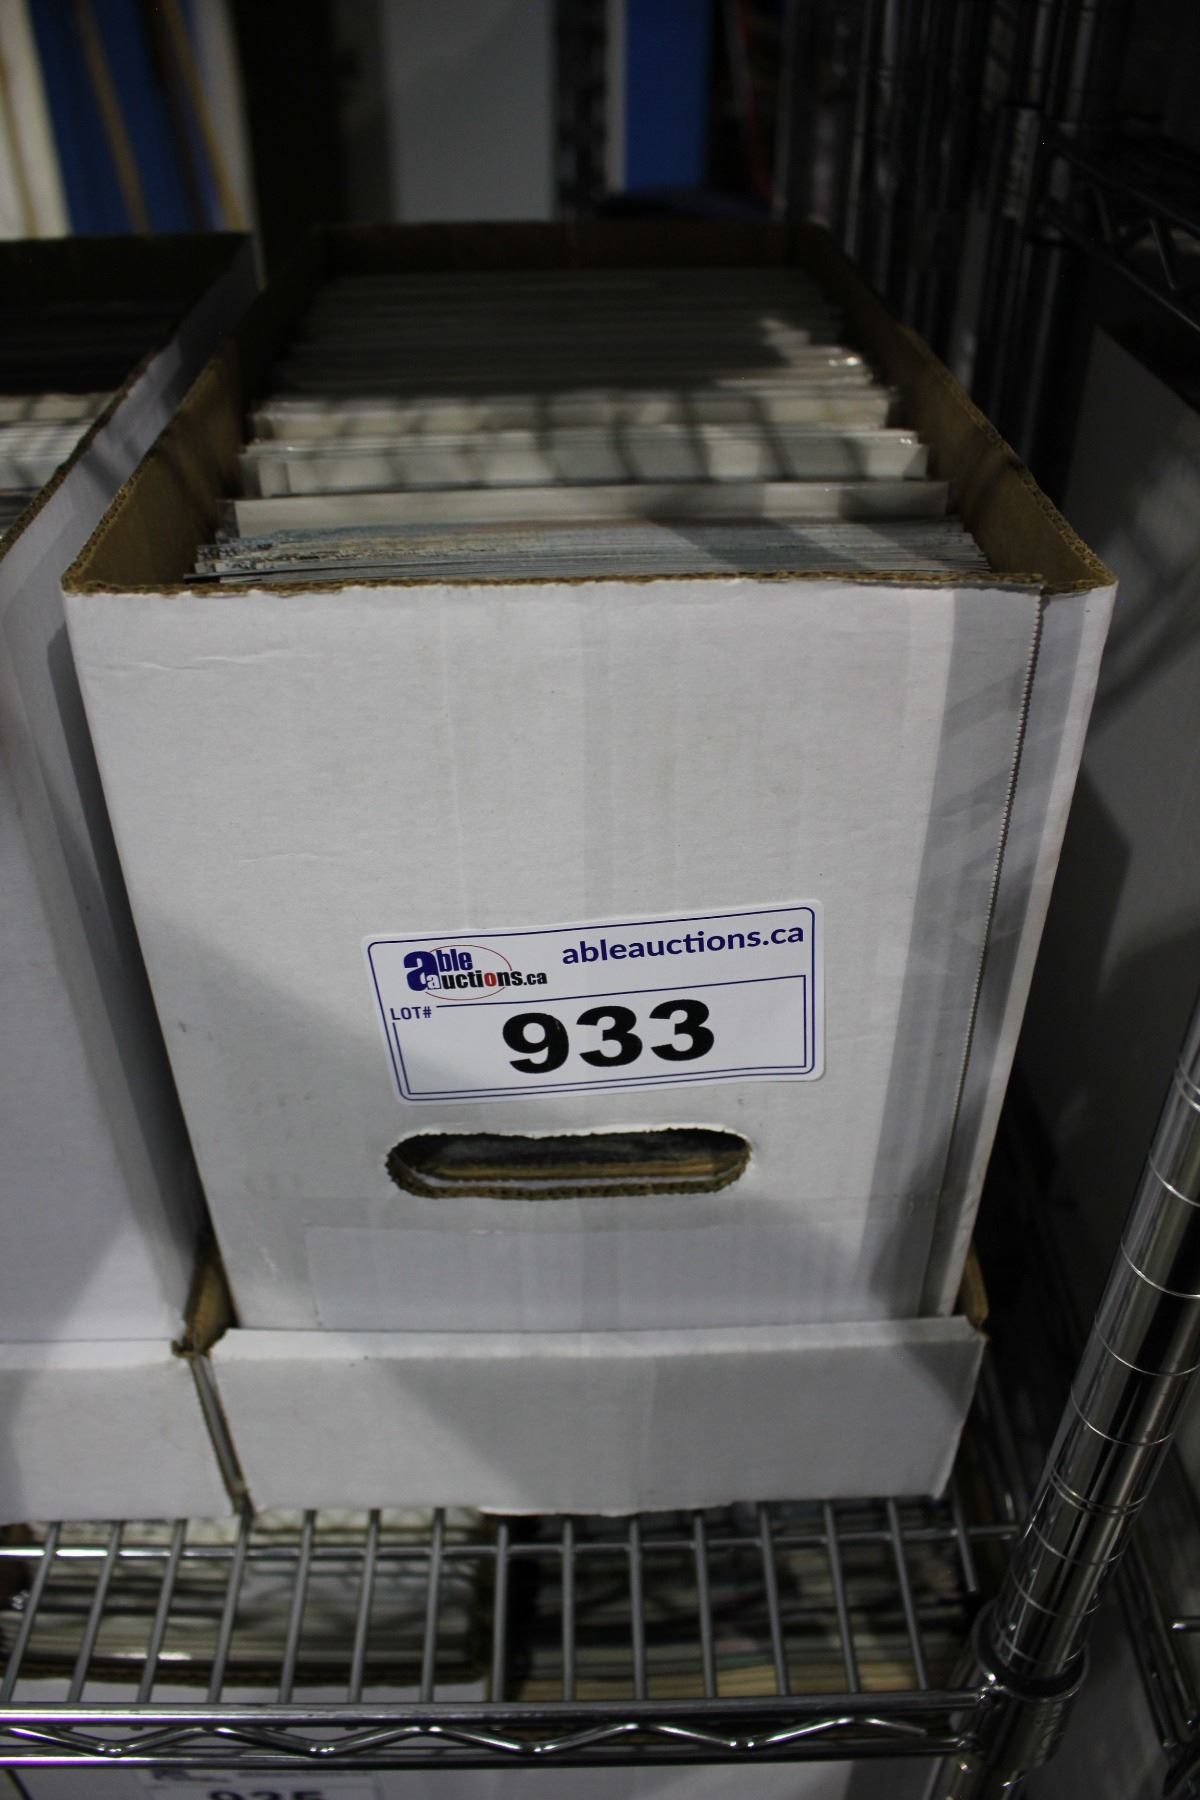 able auctions.ca
ableauctions.ca
LOT#
933